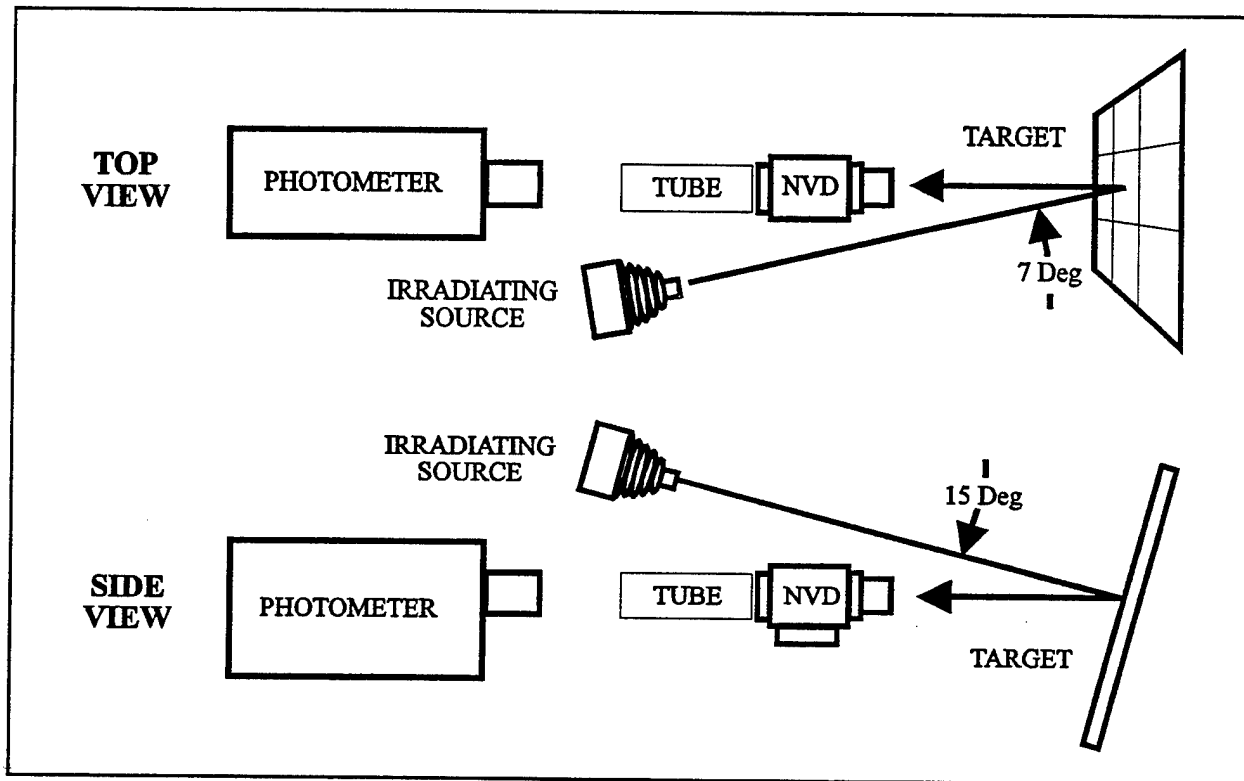 TOP
VIEW
PHOTOMETER
TUBE
NVD
TARGET
7 Deg
IRRADIATING
SOURCE
IRRADIATING
SOURCE
15 Deg
SIDE
VIEW
PHOTOMETER
TUBE
NVD
TARGET